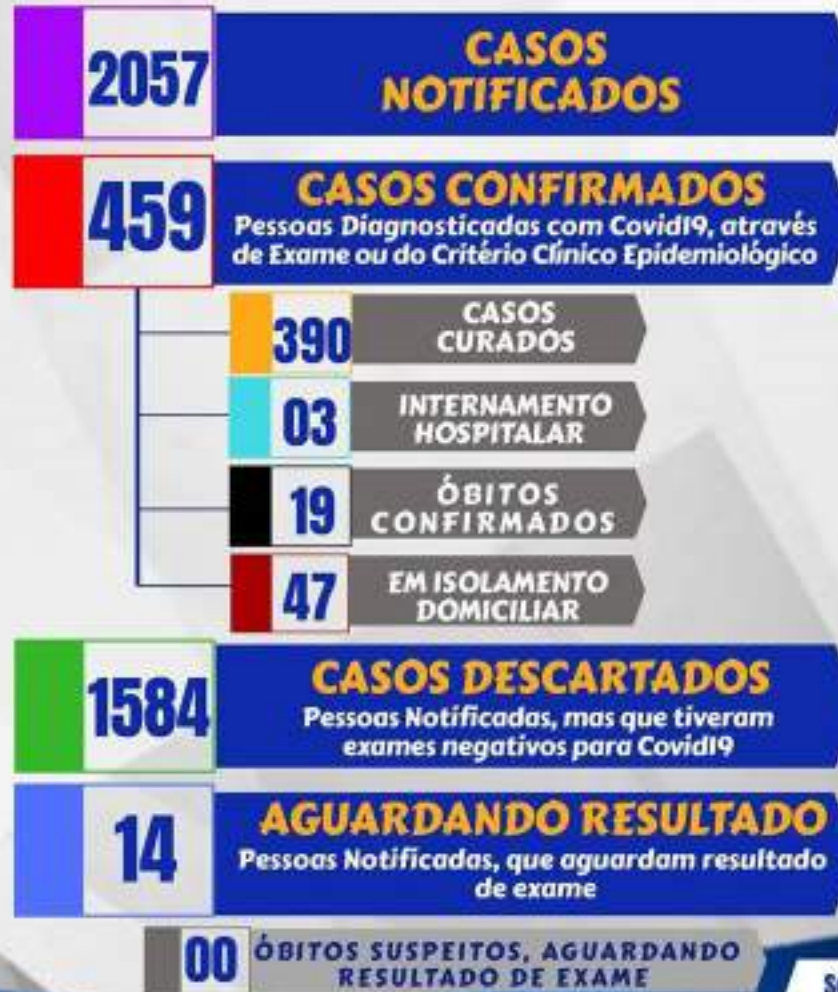 2057
CASOS
NOTIFICADOS
459
CASOS CONFIRMADOS
Pessoas Diagnosticadas com Covid19, através
de Exame ou do Critério Clínico Epidemiológico
390
CASOS
CURADOS
03
INTERNAMENTO
HOSPITALAR
19
ÓBITOS
CONFIRMADOS
47
EM ISOLAMENTO
DOMICILIAR
1584
CASOS DESCARTADOS
Pessoas Notificadas, mas que tiveram
exames negativos para Covid19
14
AGUARDANDO RESULTADO
Pessoas Notificadas, que aguardam resultado
de exame
00
ÓBITOS SUSPEITOS, AGUARDANDO
RESULTADO DE EXAME